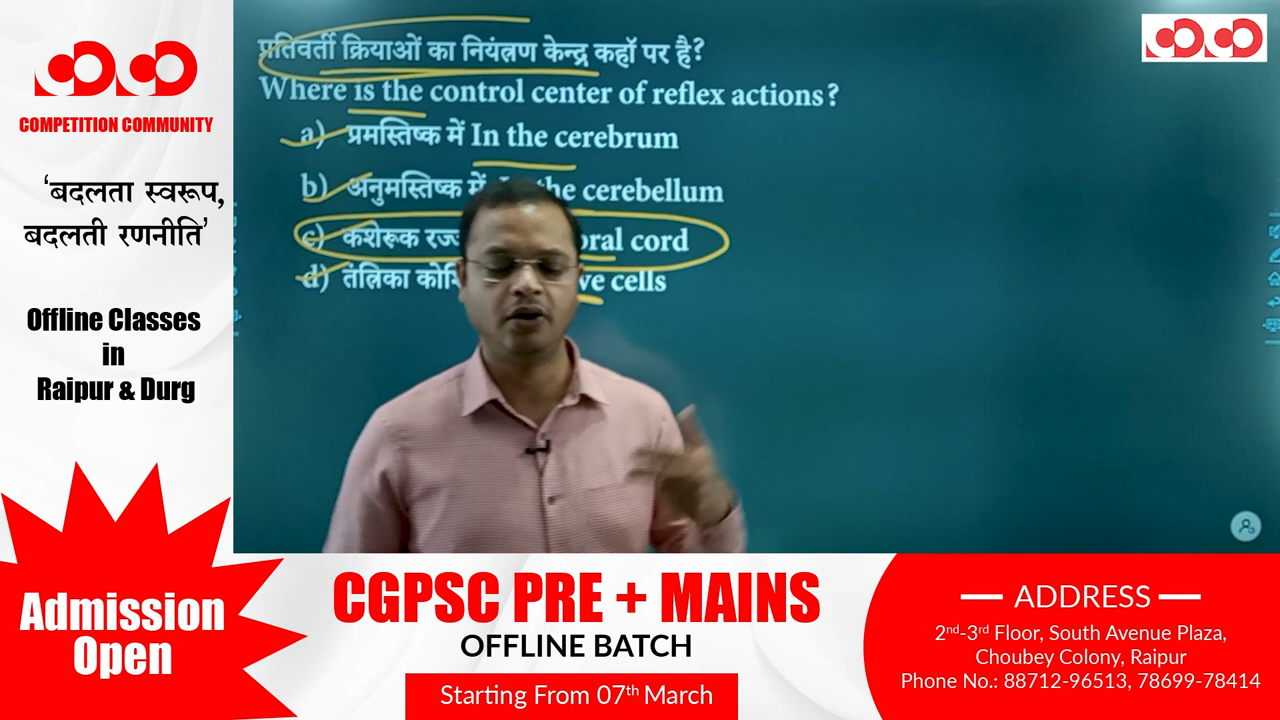 COMPETITION COMMUNITY
‘बदलता स्वरूप,
बदलती रणनीति’
Offline Classes
in
Raipur & Durg
Admission
Open
प्रतिवर्ती क्रियाओं का नियंत्रण केन्द्र कहॉ पर है?
Where is the control center of reflex actions?
a) प्रमस्तिष्क में In the cerebrum
b) अनुमस्तिष्क में the cerebellum
c) कशेरूक cord
d) तंत्रिका cells
CGPSC PRE + MAINS
OFFLINE BATCH
Starting From 07th March
ADDRESS
2nd-3rd Floor, South Avenue Plaza,
Choubey Colony, Raipur
Phone No.: 88712-96513, 78699-78414